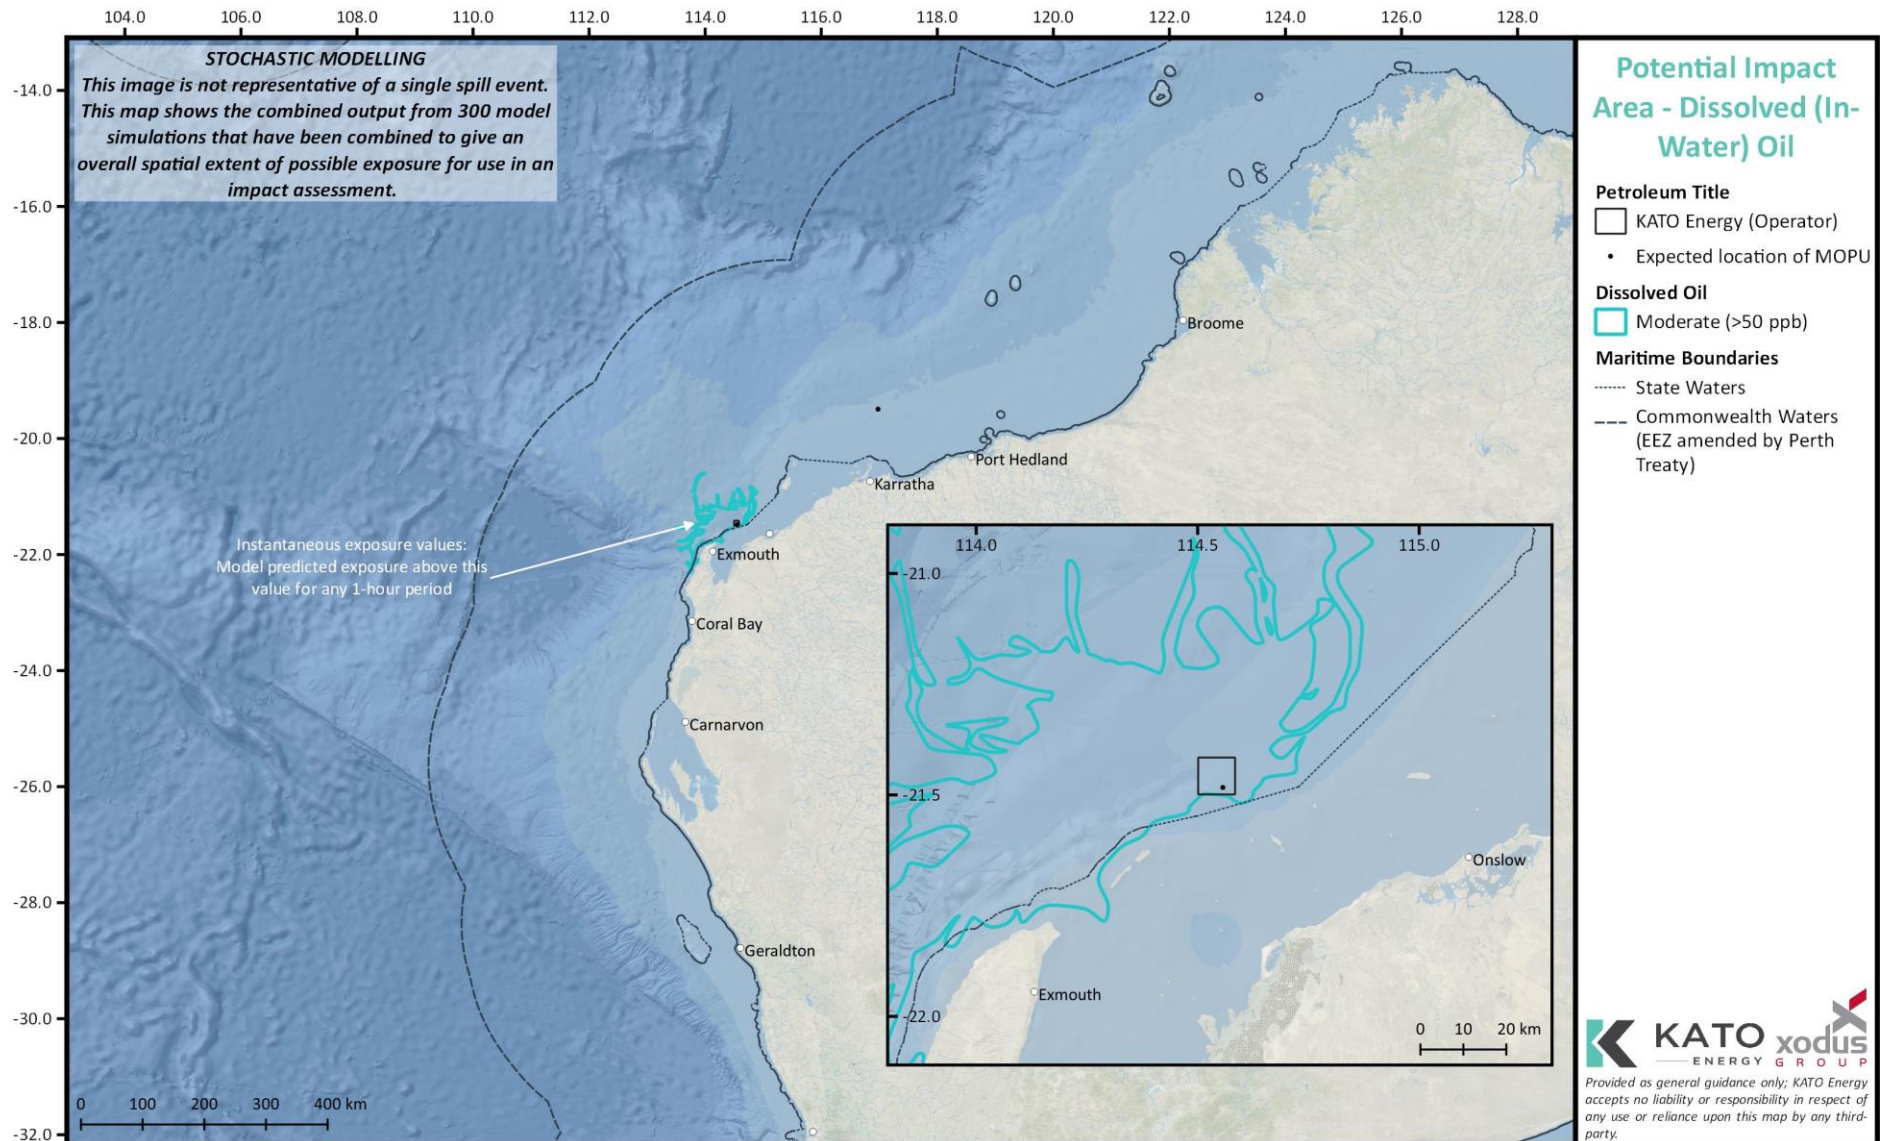 104.0 106.0 108.0 110.0 112.0 114.0 116.0 118.0 120.0 122.0 124.0 126.0 128.0
STOCHASTIC MODELLING
This image is not representative of a single spill event.
This map shows the combined output from 300 model
simulations that have been combined to give an
overall spatial extent of possible exposure for use in an
impact assessment.
-14.0
-16.0
-18.0
-20.0
-22.0
-24.0
-26.0
-28.0
-30.0
-32.0
Broome
Port Hedland
Karratha
Exmouth
Instantaneous exposure values:
Model predicted exposure above this
value for any 1-hour period
Coral Bay
Carnarvon
Geraldton
0 100 200 300 400 km
114.0 114.5 115.0
-21.0
-21.5
-22.0
Onslow
Exmouth
0 10 20 km
Potential Impact
Area - Dissolved (In-
Water) Oil
Petroleum Title
KATO Energy (Operator)
Expected location of MOPU
Dissolved Oil
Moderate (>50 ppb)
Maritime Boundaries
State Waters
Commonwealth Waters
(EEZ amended by Perth
Treaty)
KATO
ENERGY
xodus
GROUP
Provided as general guidance only; KATO Energy
accepts no liability or responsibility in respect of
any use or reliance upon this map by any third-
party.